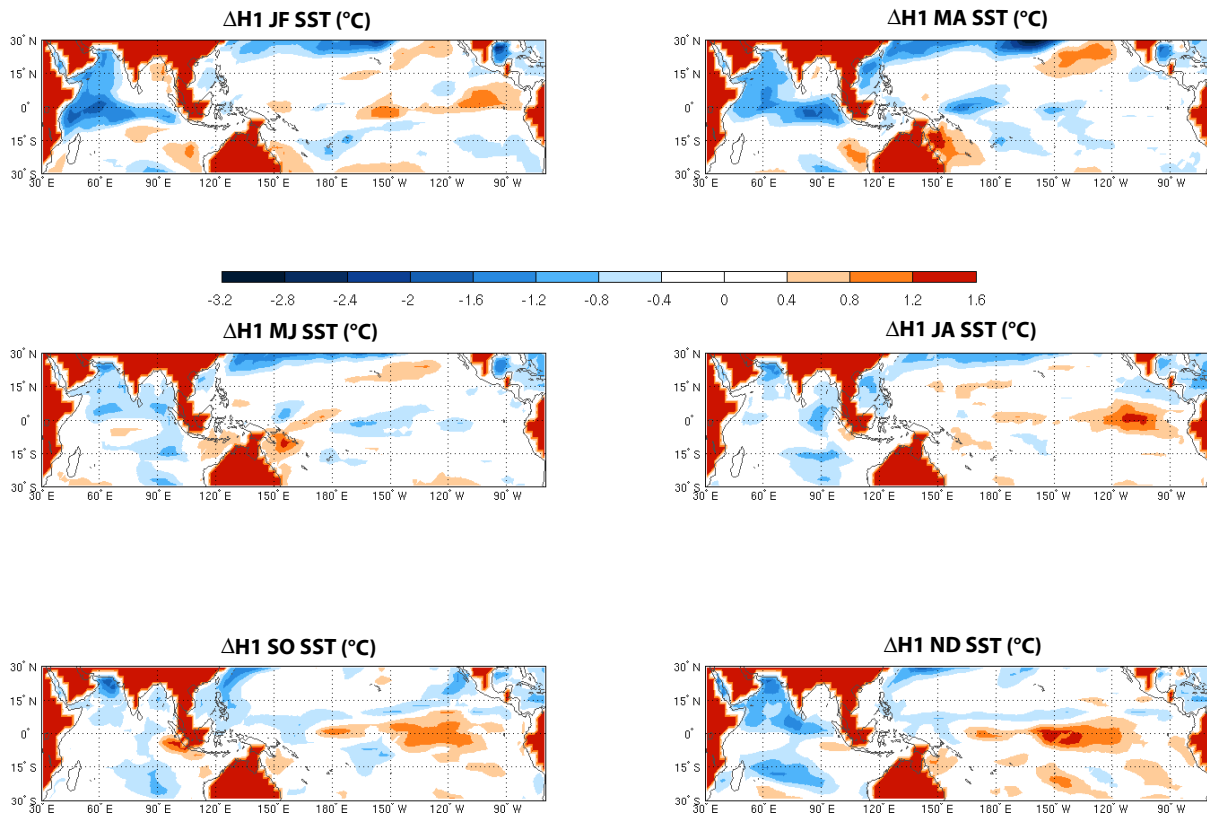 ΔH1 JF SST (°C)
30° N
15° N
0°
15° S
30° S
30° E 60° E 90° E 120° E 150° E 180° E 150° W 120° W 90° W
ΔH1 MA SST (°C)
30° N
15° N
0°
15° S
30° S
30° E 60° E 90° E 120° E 150° E 180° E 150° W 120° W 90° W
-3.2 -2.8 -2.4 -2 -1.6 -1.2 -0.8 -0.4 0 0.4 0.8 1.2 1.6
ΔH1 MJ SST (°C)
30° N
15° N
0°
15° S
30° S
30° E 60° E 90° E 120° E 150° E 180° E 150° W 120° W 90° W
ΔH1 JA SST (°C)
30° N
15° N
0°
15° S
30° S
30° E 60° E 90° E 120° E 150° E 180° E 150° W 120° W 90° W
ΔH1 SO SST (°C)
30° N
15° N
0°
15° S
30° S
30° E 60° E 90° E 120° E 150° E 180° E 150° W 120° W 90° W
ΔH1 ND SST (°C)
30° N
15° N
0°
15° S
30° S
30° E 60° E 90° E 120° E 150° E 180° E 150° W 120° W 90° W